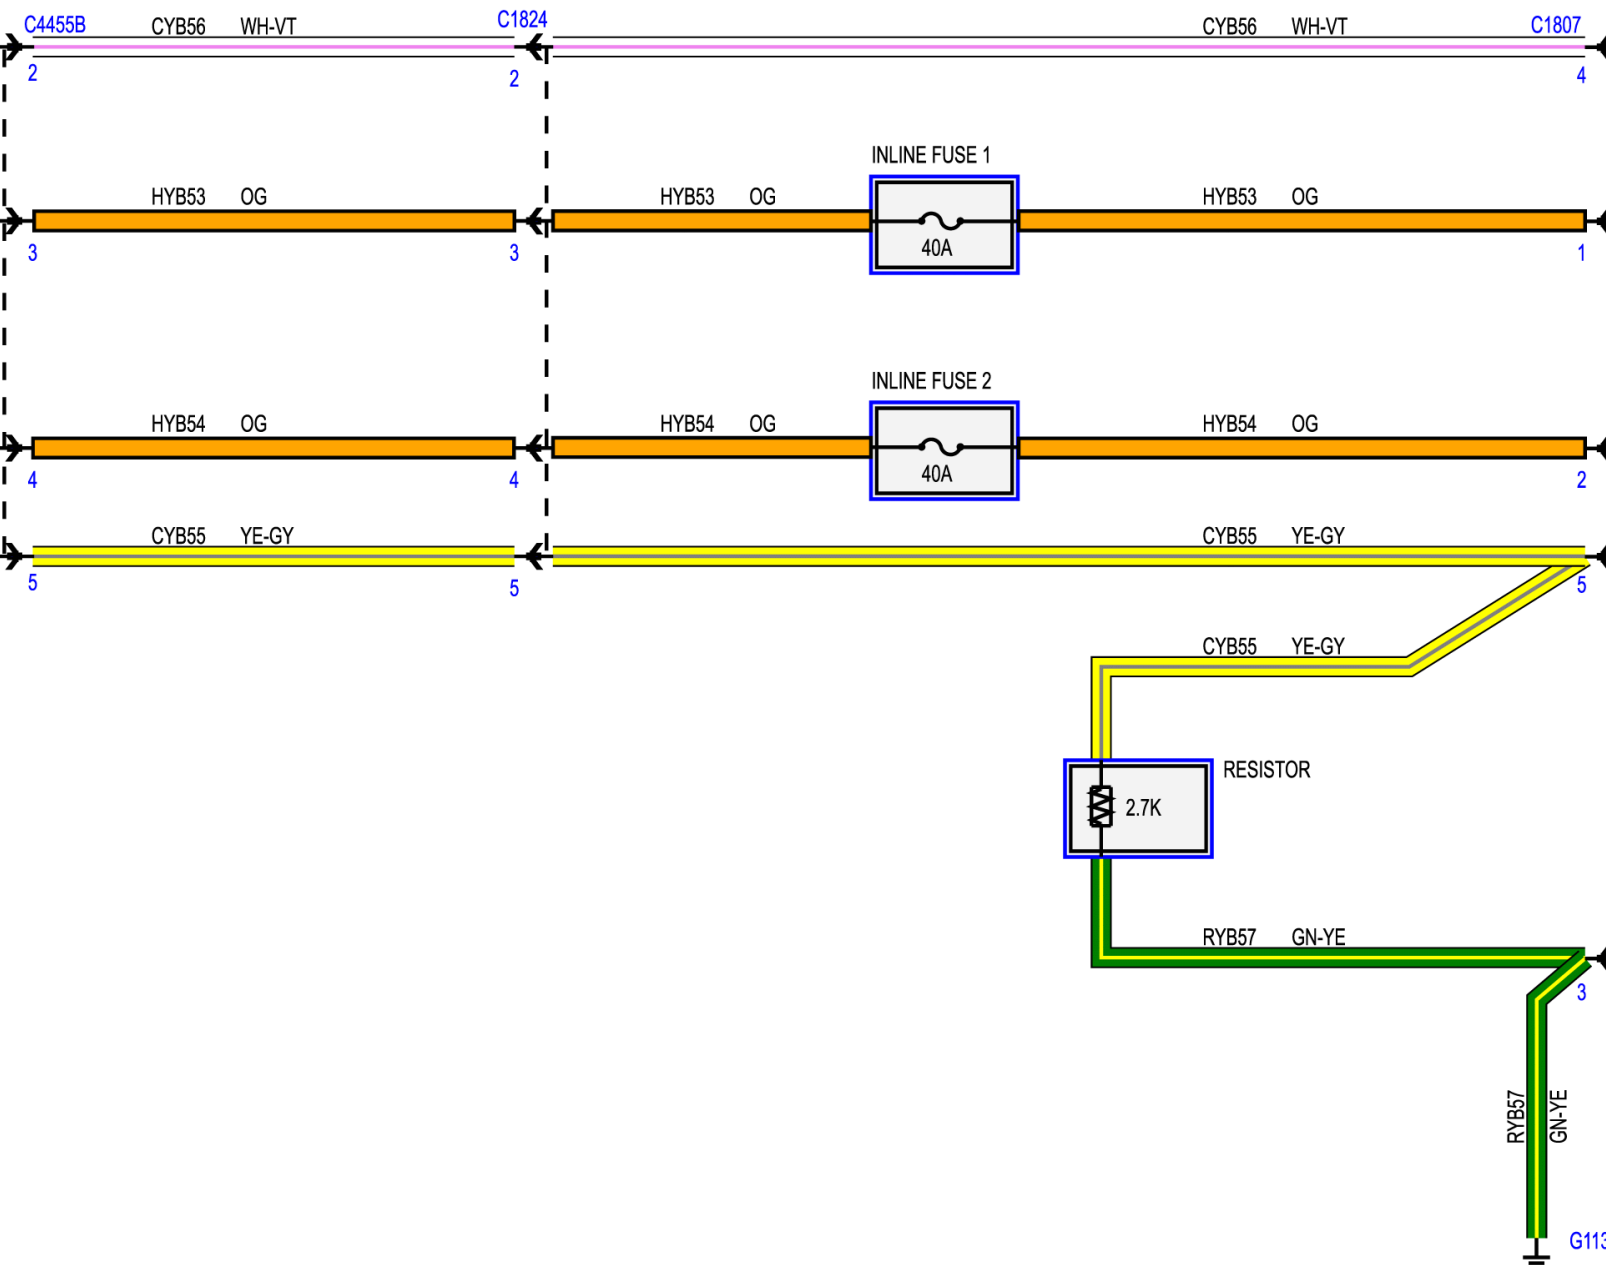 C4455B CYB56 WH-VT C1824 CYB56 WH-VT C1807
2 2 4
INLINE FUSE 1
HYB53 OG HYB53 OG HYB53 OG
40A
3 3 1
INLINE FUSE 2
HYB54 OG HYB54 OG HYB54 OG
40A
4 4 2
CYB55 YE-GY CYB55 YE-GY
5 5 5
CYB55 YE-GY
RESISTOR
2.7K
RYB57 GN-YE
3
RYB57 GN-YE
G113